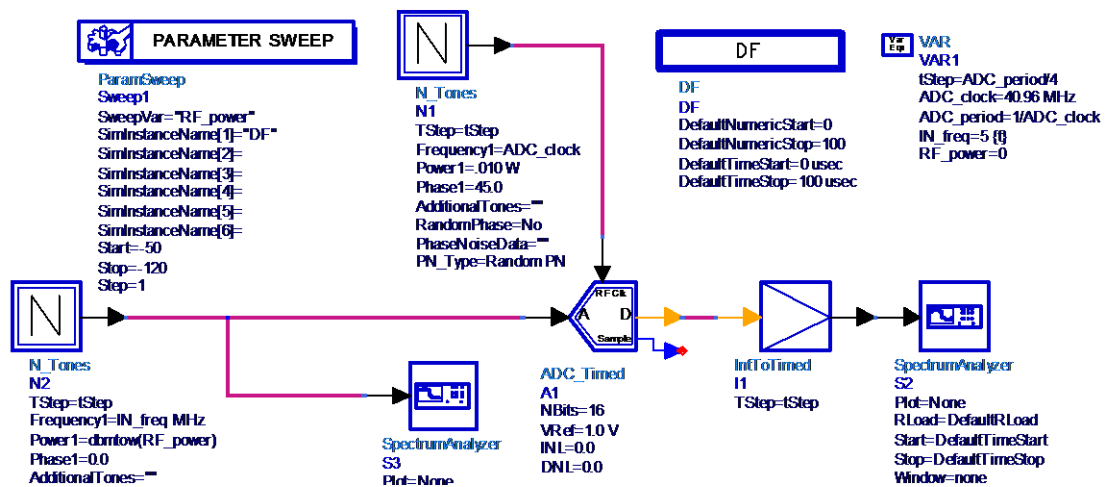 PARAMETER SWEEP
ParamSweep
Sweep1
SweepVar="RF_power"
SimInstanceName[1]="DF"
SimInstanceName[2]=
SimInstanceName[3]=
SimInstanceName[4]=
SimInstanceName[5]=
SimInstanceName[6]=
Start=-50
Stop=-120
Step=1
N
N_Tones
N1
TStep=tStep
Frequency1=ADC_clock
Power1=.010 W
Phase1=45.0
AdditionalTones=""
RandomPhase=No
PhaseNoiseData=""
PN_Type=Random PN
DF
DF
DF
DefaultNumericStart=0
DefaultNumericStop=100
DefaultTimeStart=0 usec
DefaultTimeStop=100 usec
Var
Eqn
VAR
VAR1
tStep=ADC_period/4
ADC_clock=40.96 MHz
ADC_period=1/ADC_clock
IN_freq=5 {t}
RF_power=0
N
N_Tones
N2
TStep=tStep
Frequency1=IN_freq MHz
Power1=dbmtow(RF_power)
Phase1=0.0
AdditionalTones=""
SpectrumAnalyzer
S3
Plot=None
RF Clk
A
D
Sample
ADC_Timed
A1
NBits=16
VRef=1.0 V
INL=0.0
DNL=0.0
IntToTimed
I1
TStep=tStep
SpectrumAnalyzer
S2
Plot=None
RLoad=DefaultRLoad
Start=DefaultTimeStart
Stop=DefaultTimeStop
Window=none